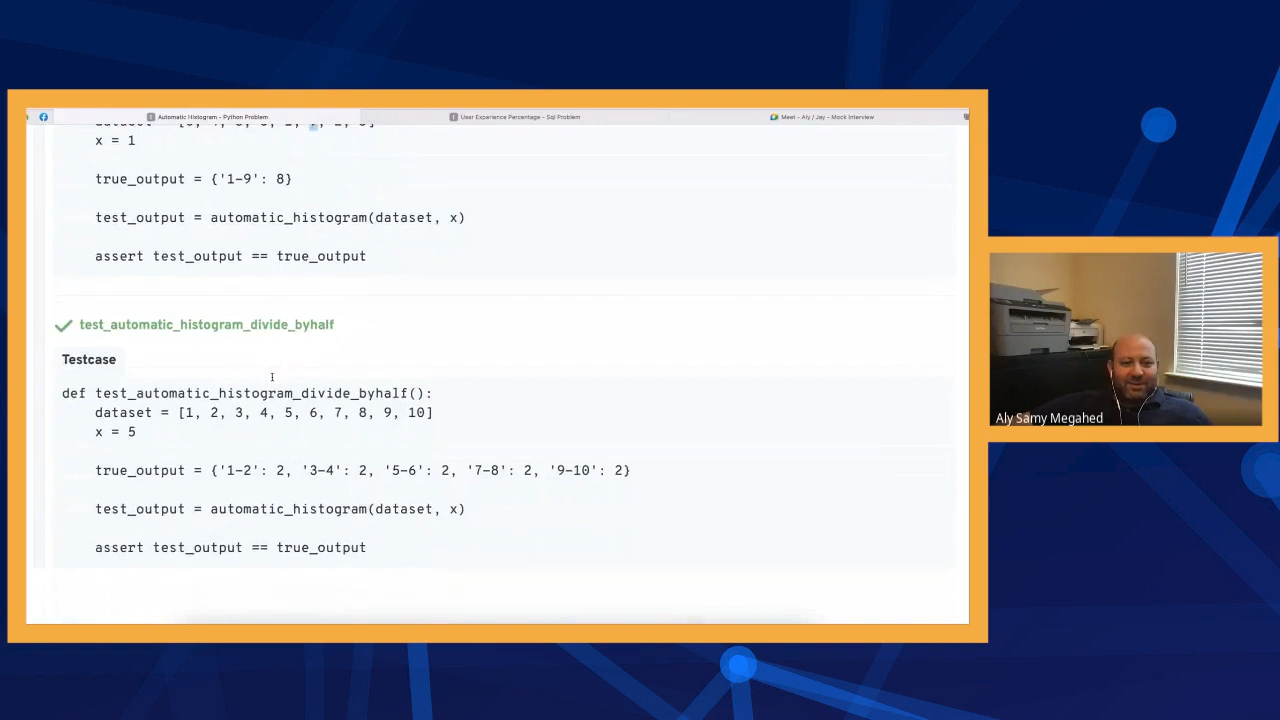 Automatic Histogram - Python Problem
User Experience Percentage - Sql Problem
Meet - Aly / Jay - Mock Interview
x = 1
true_output = {'1-9': 8}
test_output = automatic_histogram(dataset, x)
assert test_output == true_output
test_automatic_histogram_divide_byhalf
Testcase
def test_automatic_histogram_divide_byhalf():
dataset = [1, 2, 3, 4, 5, 6, 7, 8, 9, 10]
x = 5
true_output = {'1-2': 2, '3-4': 2, '5-6': 2, '7-8': 2, '9-10': 2}
test_output = automatic_histogram(dataset, x)
assert test_output == true_output
Aly Samy Megahed